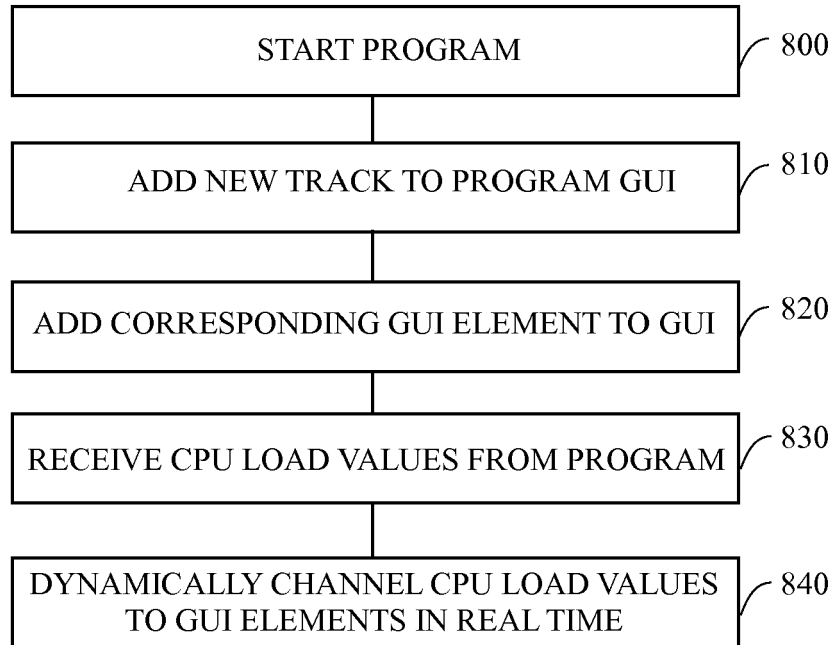 START PROGRAM
800
ADD NEW TRACK TO PROGRAM GUI
810
ADD CORRESPONDING GUI ELEMENT TO GUI
820
RECEIVE CPU LOAD VALUES FROM PROGRAM
830
DYNAMICALLY CHANNEL CPU LOAD VALUES
TO GUI ELEMENTS IN REAL TIME
840